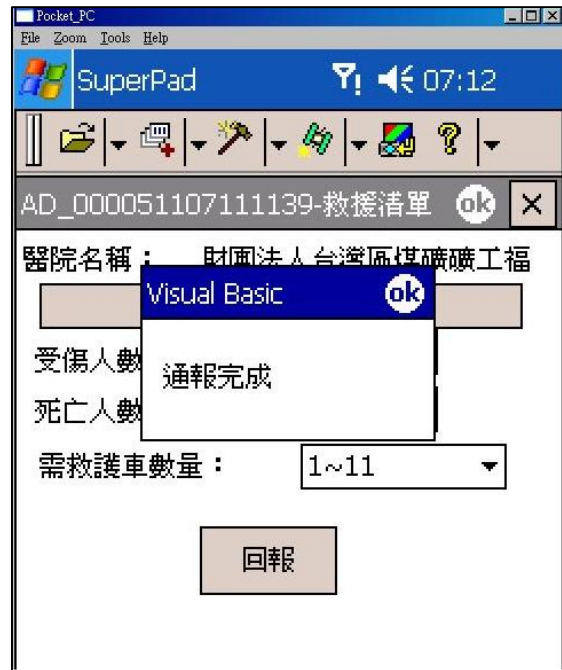 Pocket_PC
File Zoom Tools Help
SuperPad 07:12
AD_000051107111139-救援清單 ok
醫院名稱： 財團法人台灣區煤礦礦工福
Visual Basic ok
通報完成
受傷人數
死亡人數
需救護車數量： 1~11
回報